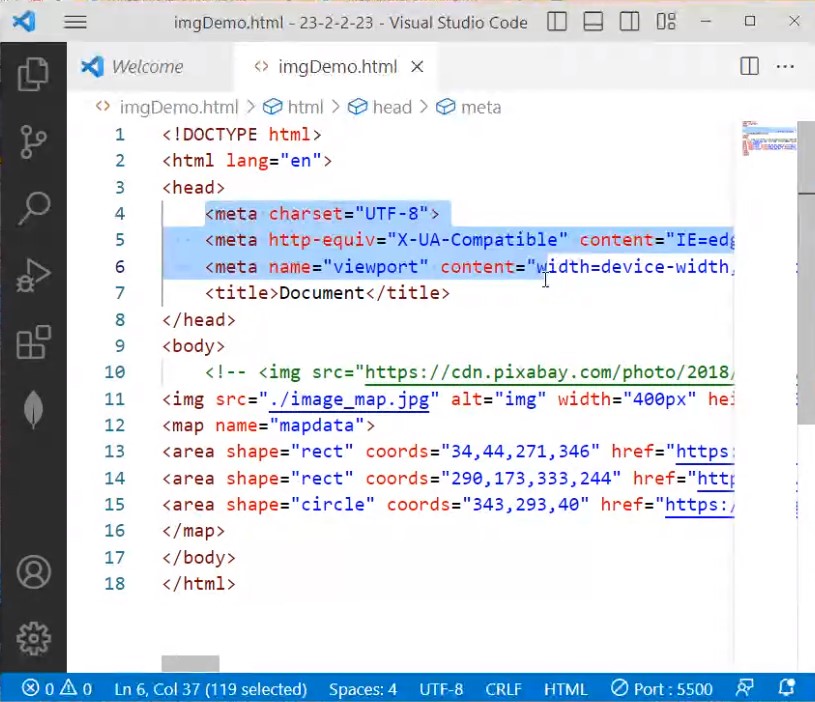 imgDemo.html - 23-2-2-23 - Visual Studio Code
Welcome
<> imgDemo.html
<> imgDemo.html > html > head > meta
1 <!DOCTYPE html>
2 <html lang="en">
3 <head>
4 <meta charset="UTF-8">
5 <meta http-equiv="X-UA-Compatible" content="IE=edg
6 <meta name="viewport" content="width=device-width,
7 <title>Document</title>
8 </head>
9 <body>
10 <!-- <img src="https://cdn.pixabay.com/photo/2018/
11 <img src="./image_map.jpg" alt="img" width="400px" hei
12 <map name="mapdata">
13 <area shape="rect" coords="34,44,271,346" href="https:
14 <area shape="rect" coords="290,173,333,244" href="http
15 <area shape="circle" coords="343,293,40" href="https:/
16 </map>
17 </body>
18 </html>
0 0 Ln 6, Col 37 (119 selected) Spaces: 4 UTF-8 CRLF HTML Port : 5500